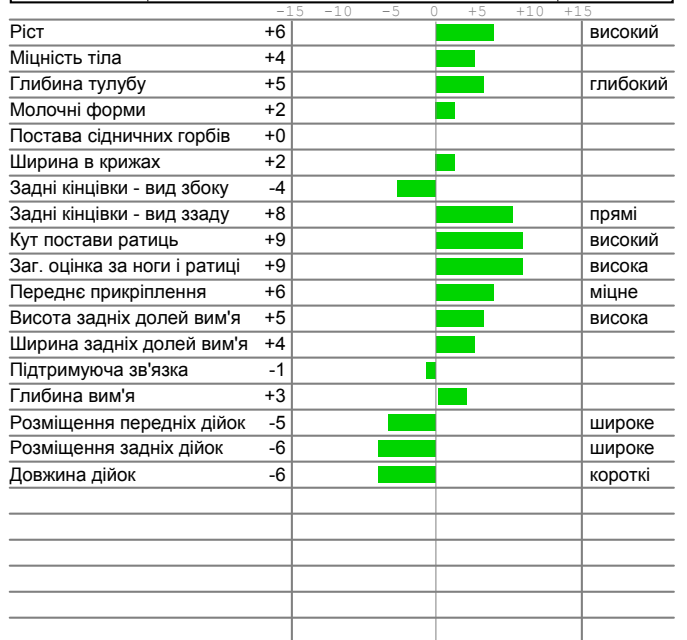 -15 -10 -5 0 +5 +10 +15
Ріст +6 високий
Міцність тіла +4
Глибина тулубу +5 глибокий
Молочні форми +2
Постава сідничних горбів +0
Ширина в крижах +2
Задні кінцівки - вид збоку -4
Задні кінцівки - вид ззаду +8 прямі
Кут постави ратиць +9 високий
Заг. оцінка за ноги і ратиці +9 висока
Переднє прикріплення +6 міцне
Висота задніх долей вим'я +5 висока
Ширина задніх долей вим'я +4
Підтримуюча зв'язка -1
Глибина вим'я +3
Розміщення передніх дійок -5 широке
Розміщення задніх дійок -6 широке
Довжина дійок -6 короткі